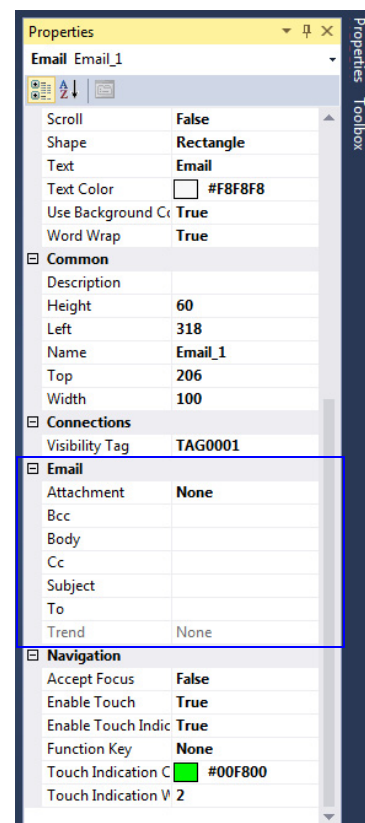 Properties
Email Email_1
Scroll False
Shape Rectangle
Text Email
Text Color #F8F8F8
Use Background Co True
Word Wrap True
Common
Description
Height 60
Left 318
Name Email_1
Top 206
Width 100
Connections
Visibility Tag TAG0001
Email
Attachment None
Bcc
Body
Cc
Subject
To
Trend None
Navigation
Accept Focus False
Enable Touch True
Enable Touch Indic True
Function Key None
Touch Indication C #00F800
Touch Indication W 2
Properties
Toolbox